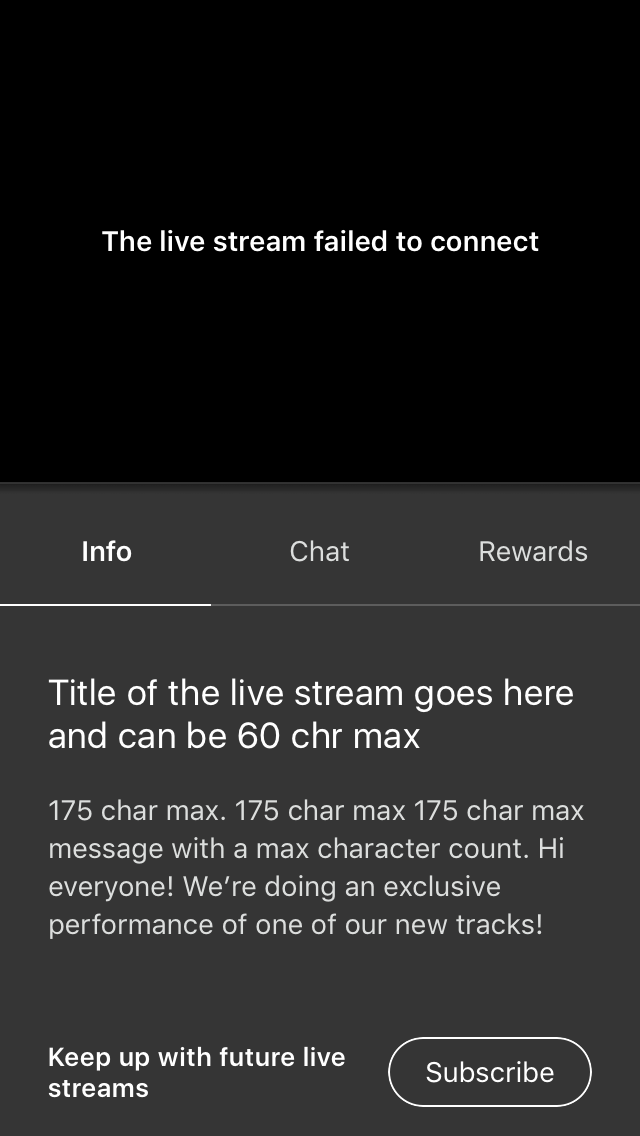 The live stream failed to connect
Info Chat Rewards
Title of the live stream goes here
and can be 60 chr max
175 char max. 175 char max 175 char max
message with a max character count. Hi
everyone! We’re doing an exclusive
performance of one of our new tracks!
Keep up with future live
streams
Subscribe